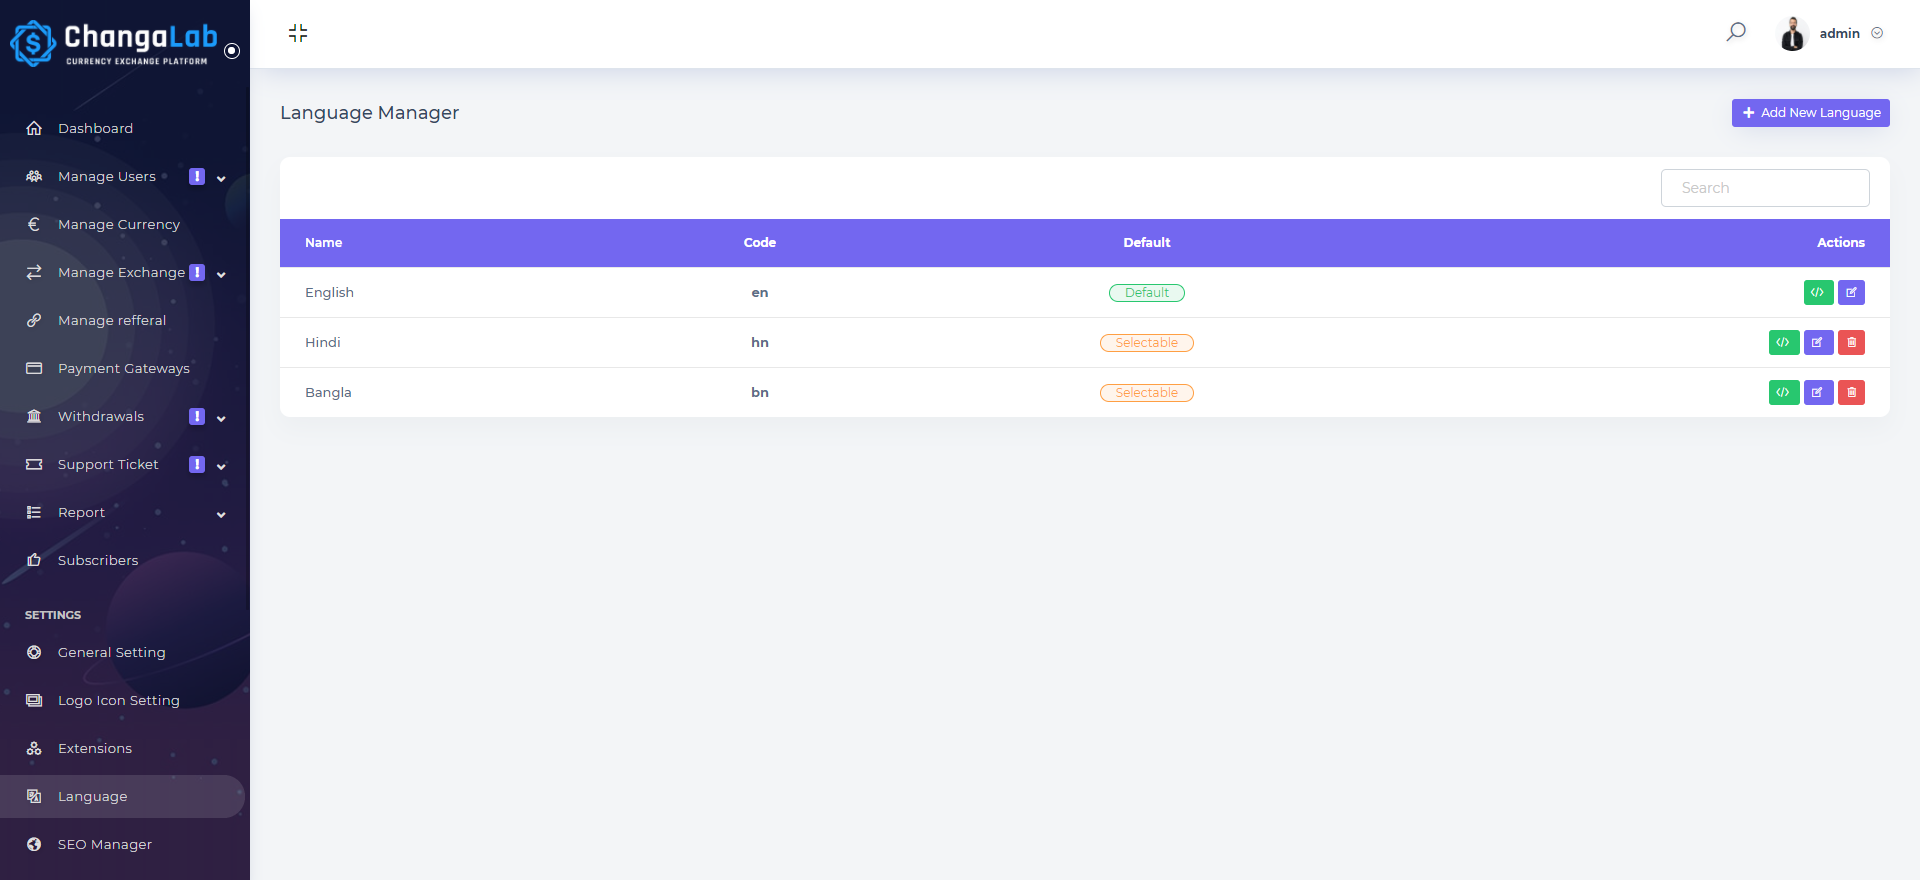 ChangaLab
CURRENCY EXCHANGE PLATFORM
admin
Dashboard
Manage Users
Manage Currency
Manage Exchange
Manage refferal
Payment Gateways
Withdrawals
Support Ticket
Report
Subscribers
SETTINGS
General Setting
Logo Icon Setting
Extensions
Language
SEO Manager
Language Manager
Add New Language
Search
Name Code Default Actions
English en Default
Hindi hn Selectable
Bangla bn Selectable